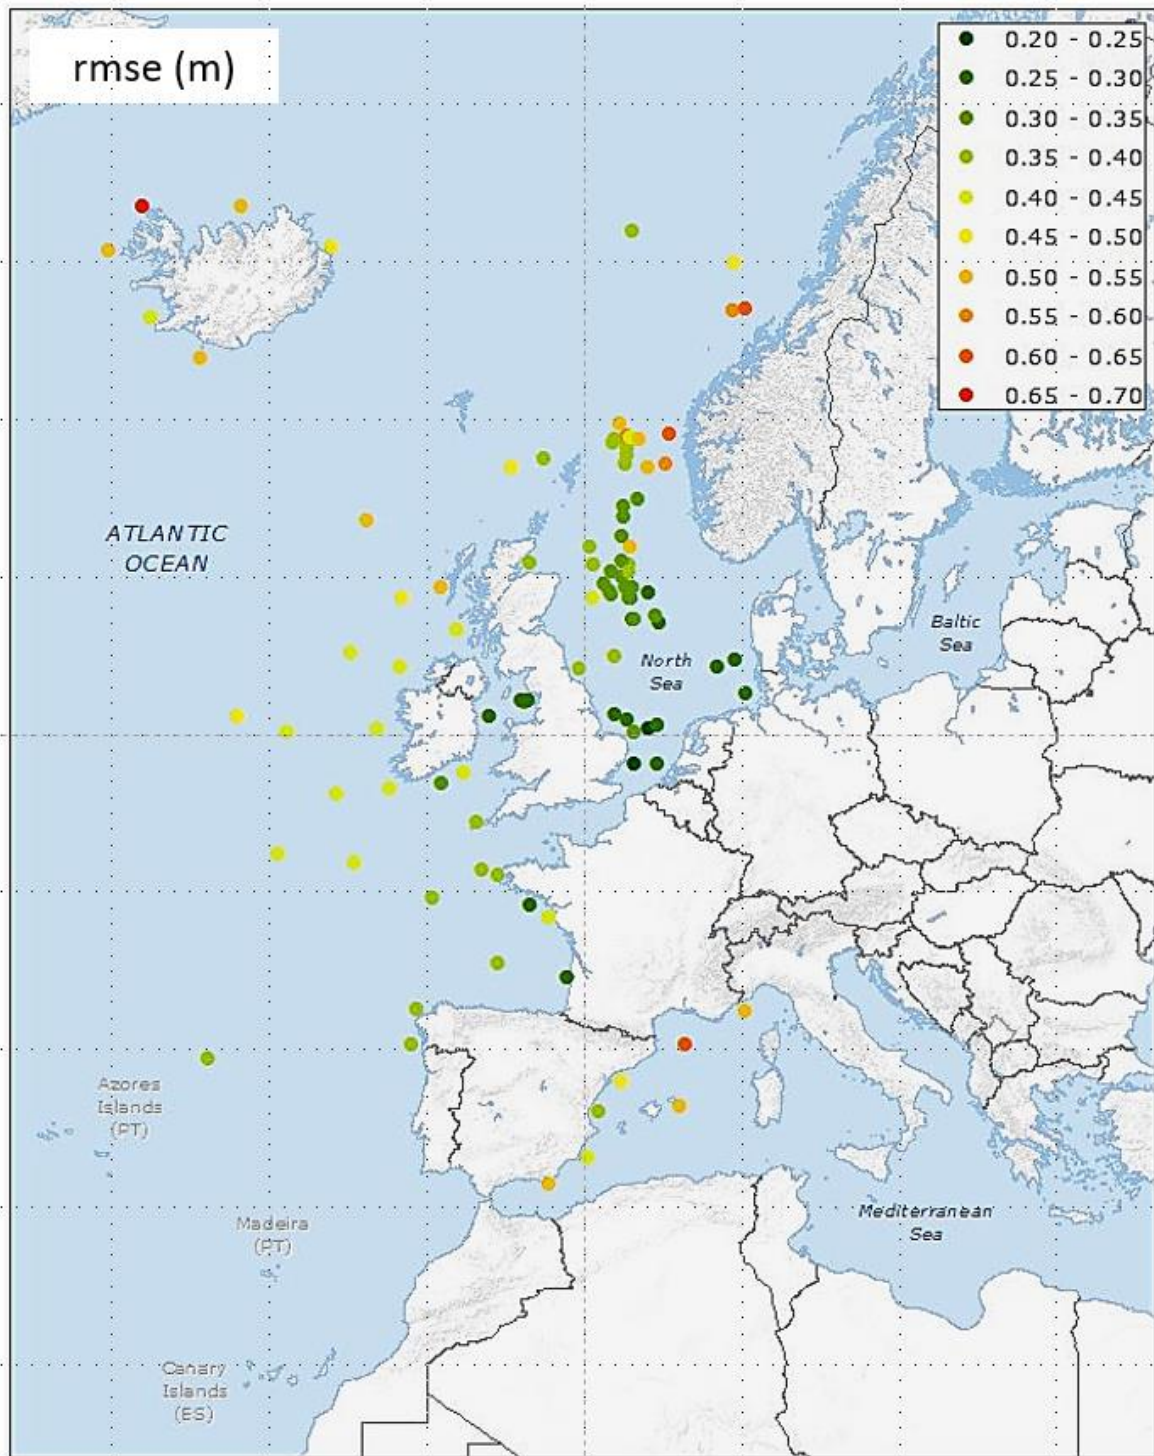 rmse (m)
0.20 - 0.25
0.25 - 0.30
0.30 - 0.35
0.35 - 0.40
0.40 - 0.45
0.45 - 0.50
0.50 - 0.55
0.55 - 0.60
0.60 - 0.65
0.65 - 0.70
ATLANTIC
OCEAN
Baltic
Sea
North
Sea
Azores
Islands
(PT)
Mediterranean
Sea
Madeira
(PT)
Canary
Islands
(ES)